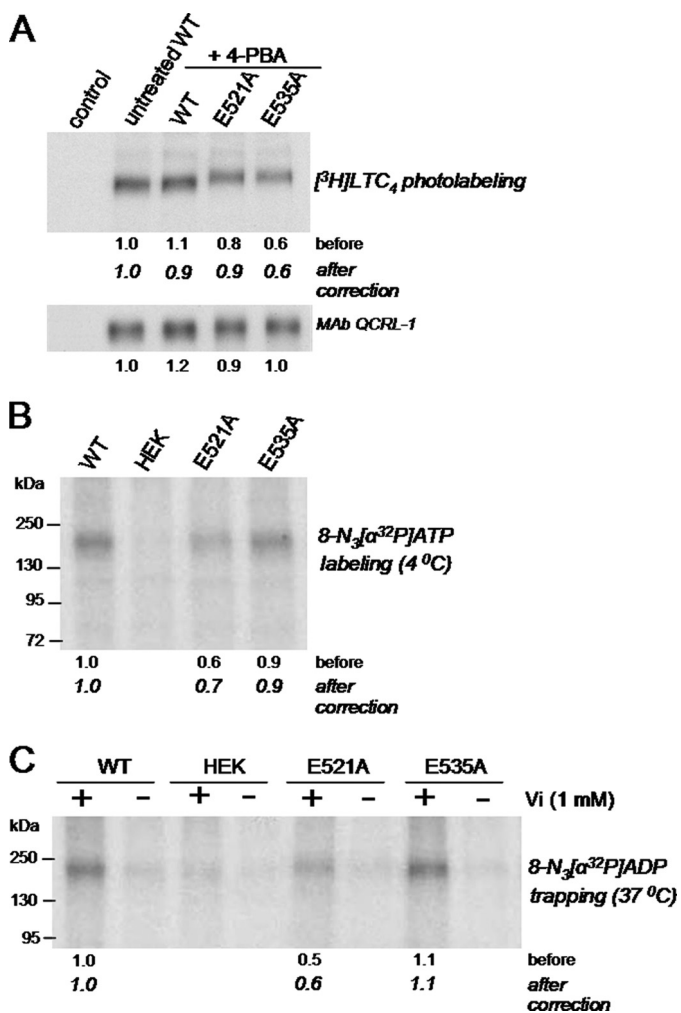 A
+ 4-PBA
control
untreated WT
WT
E521A
E535A
[³H]LTC₄ photolabeling
1.0 1.1 0.8 0.6 before
1.0 0.9 0.9 0.6 after
correction
MAb QCRL-1
1.0 1.2 0.9 1.0
B
WT
HEK
E521A
E535A
kDa
250
130
95
72
8-N₃[α³²P]ATP
labeling (4 ⁰C)
1.0 0.6 0.9 before
1.0 0.7 0.9 after
correction
C
WT HEK E521A E535A
+ – + – + – + – Vi (1 mM)
kDa
250
130
95
8-N₃[α³²P]ADP
trapping (37 ⁰C)
1.0 0.5 1.1 before
1.0 0.6 1.1 after
correction